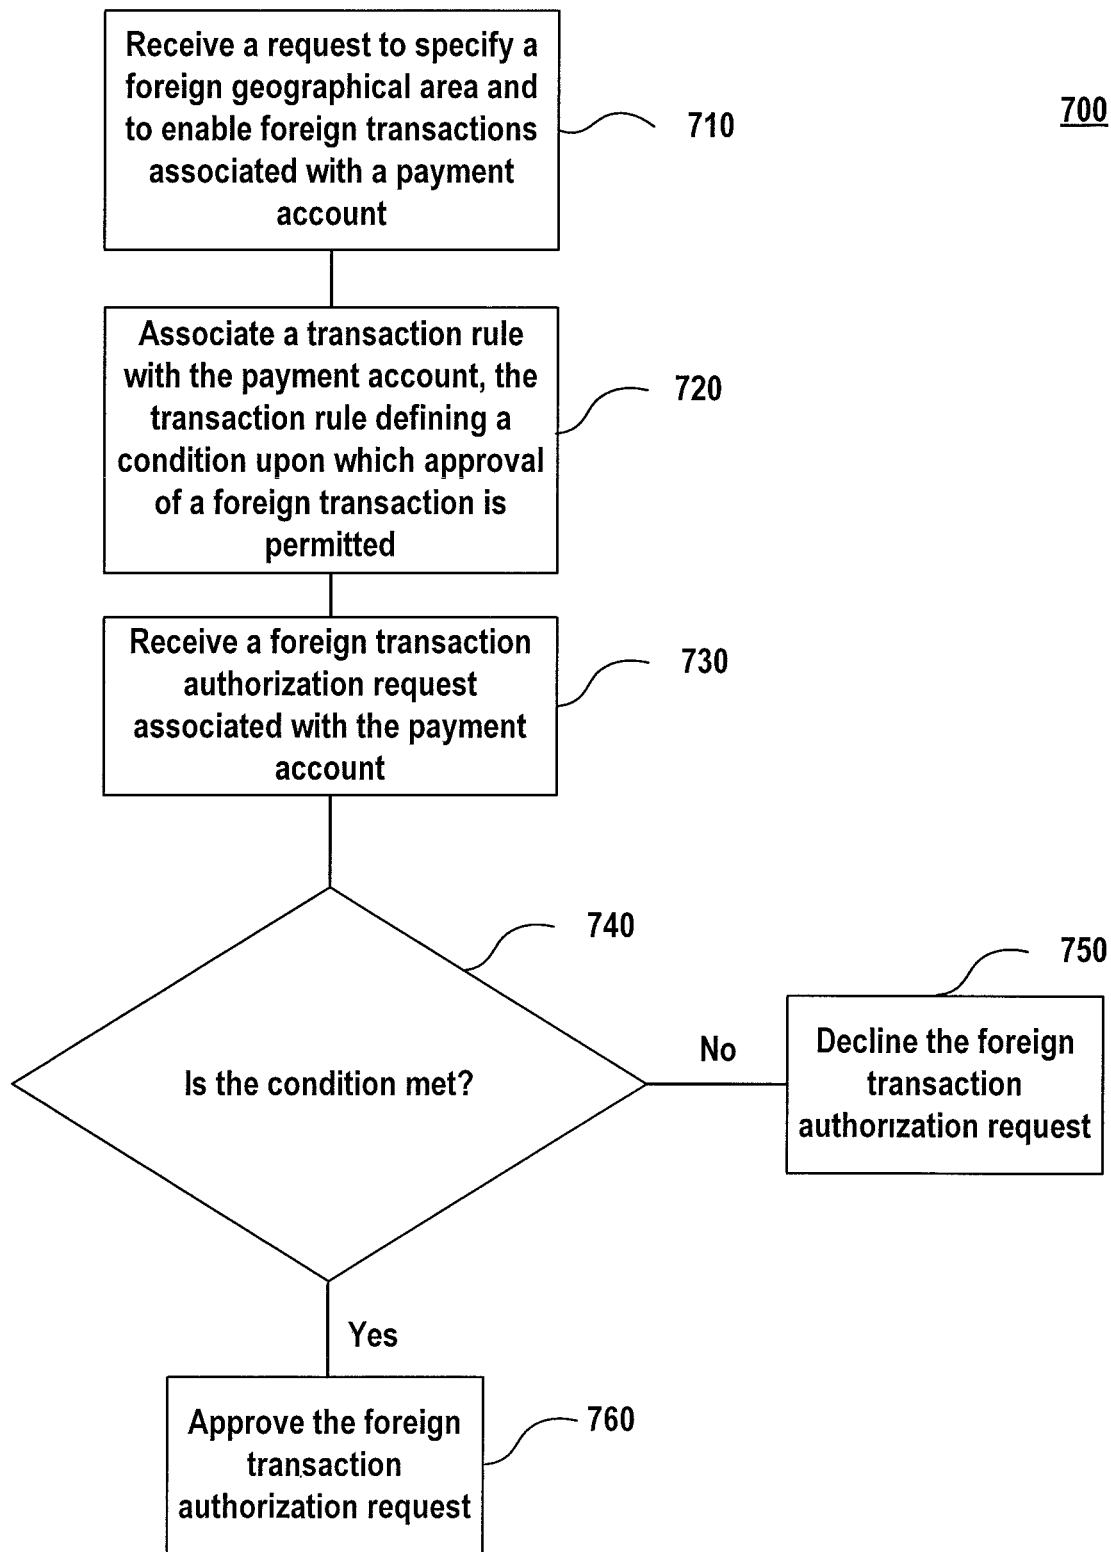 Receive a request to specify a
foreign geographical area and
to enable foreign transactions
associated with a payment
account
710
700
Associate a transaction rule
with the payment account, the
transaction rule defining a
condition upon which approval
of a foreign transaction is
permitted
720
Receive a foreign transaction
authorization request
associated with the payment
account
730
740
Is the condition met?
No
750
Decline the foreign
transaction
authorization request
Yes
Approve the foreign
transaction
authorization request
760